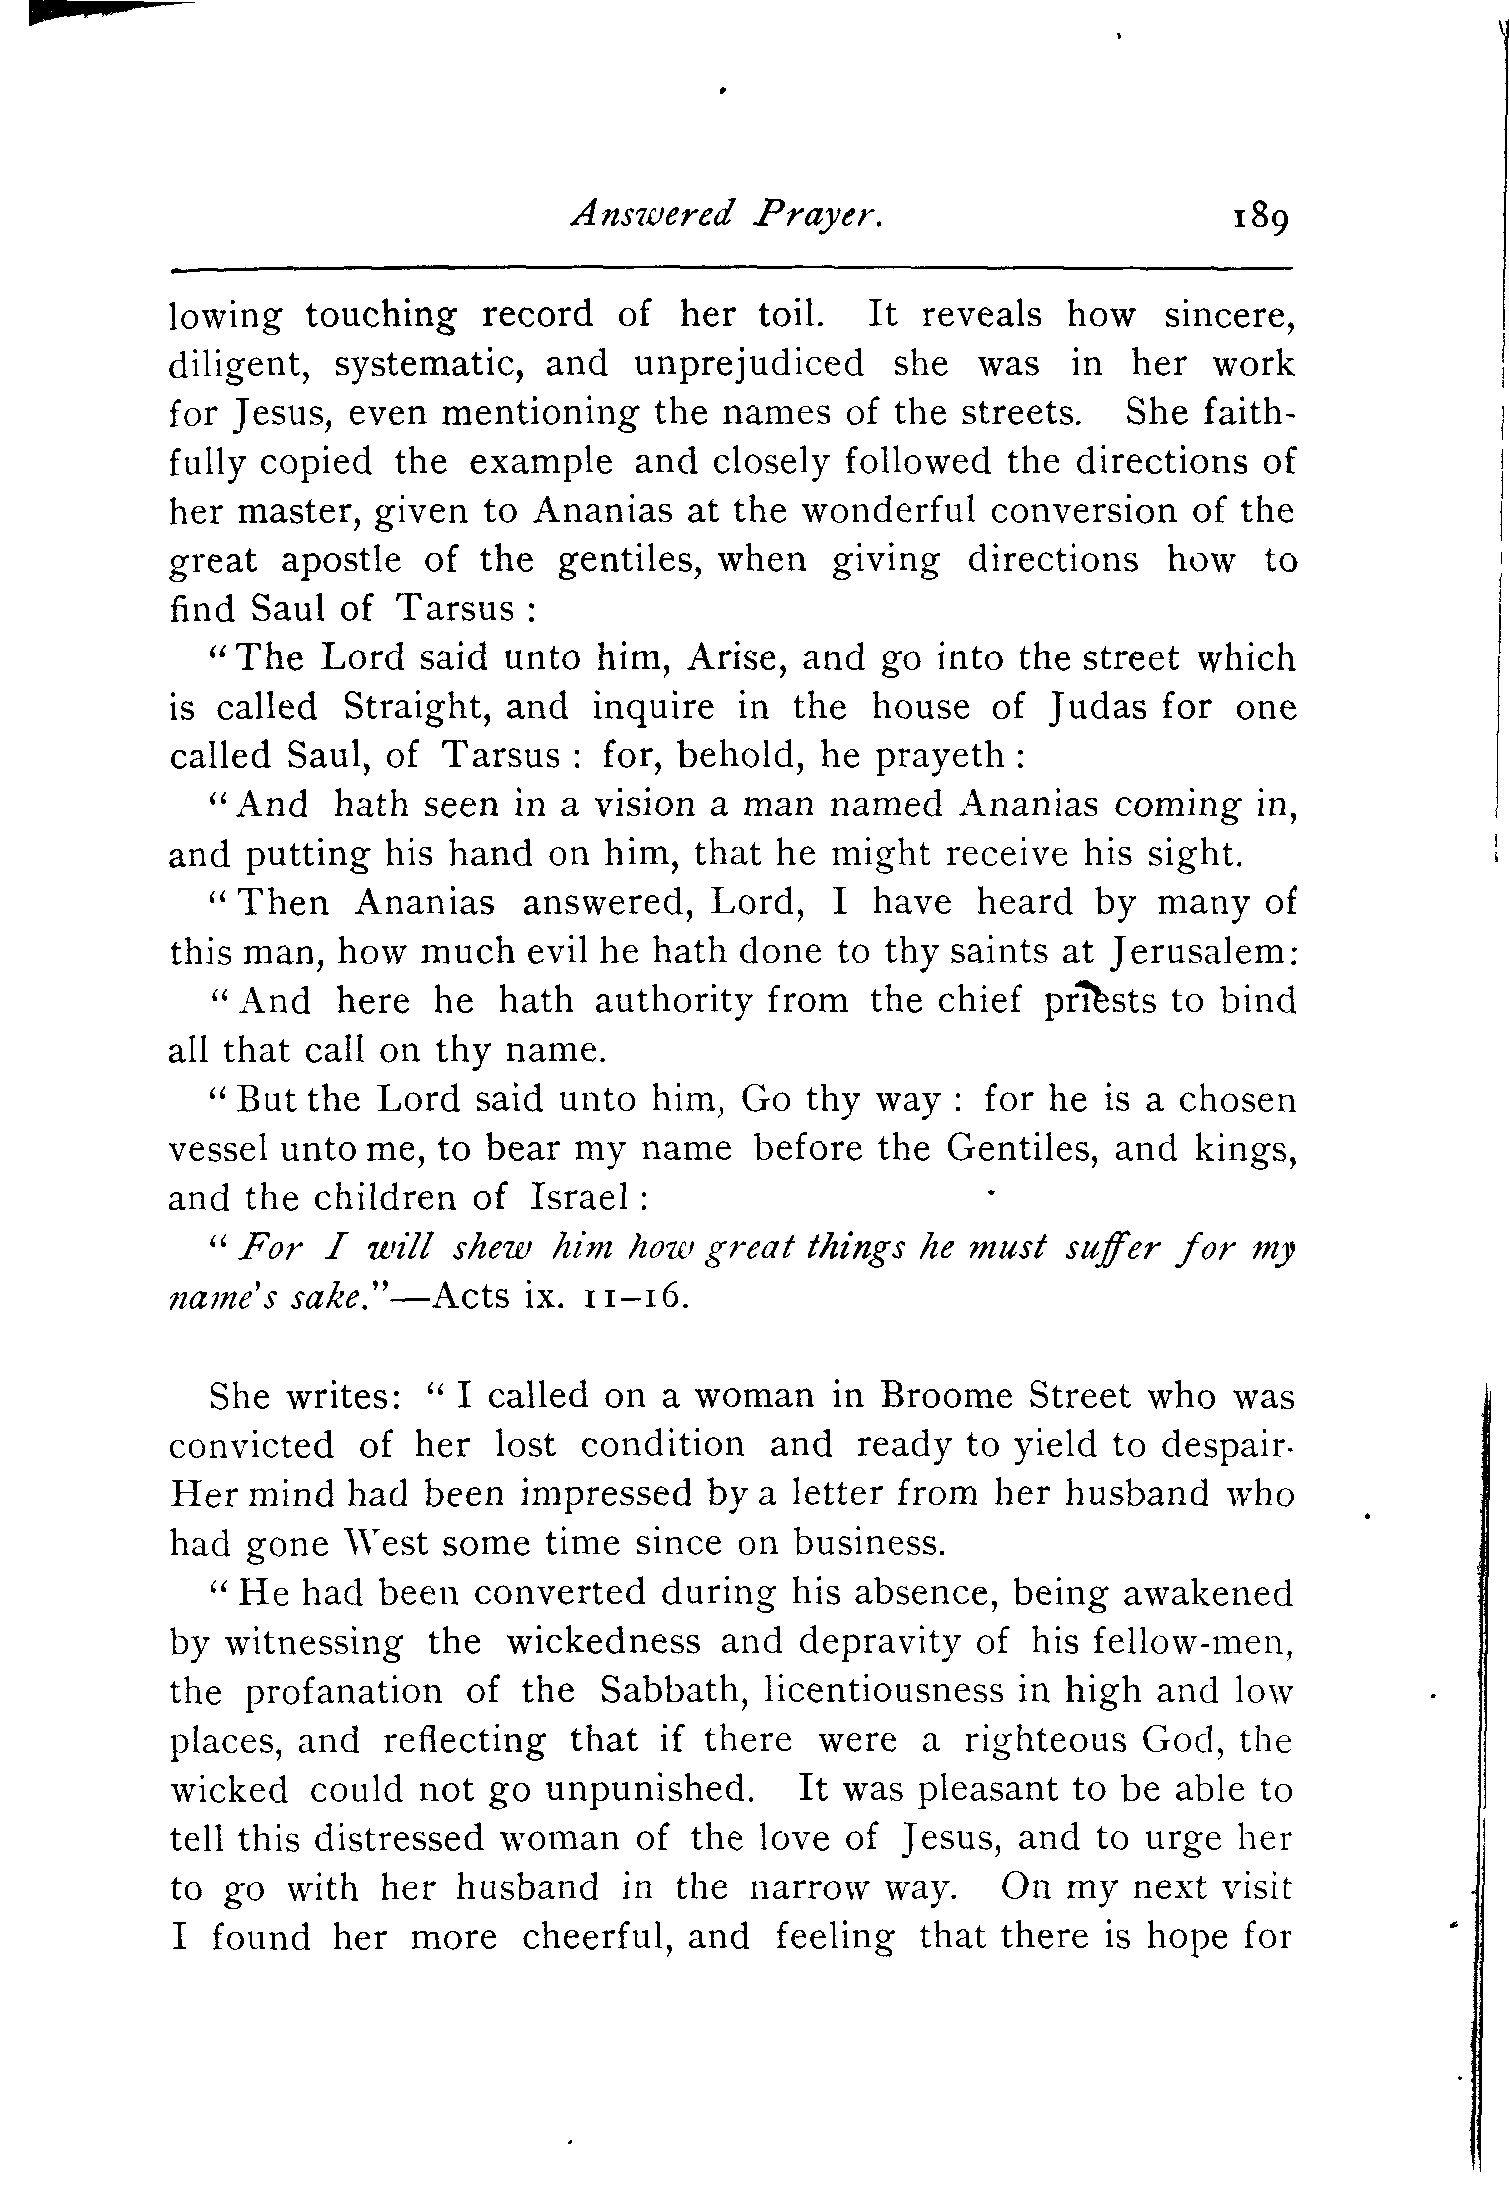 Answered Prayer. 189
lowing touching record of her toil. It reveals how sincere,
diligent, systematic, and unprejudiced she was in her work
for Jesus, even mentioning the names of the streets. She faith-
fully copied the example and closely followed the directions of
her master, given to Ananias at the wonderful conversion of the
great apostle of the gentiles, when giving directions how to
find Saul of Tarsus :
"The Lord said unto him, Arise, and go into the street which
is called Straight, and inquire in the house of Judas for one
called Saul, of Tarsus : for, behold, he prayeth :
"And hath seen in a vision a man named Ananias coming in,
and putting his hand on him, that he might receive his sight.
"Then Ananias answered, Lord, I have heard by many of
this man, how much evil he hath done to thy saints at Jerusalem:
"And here he hath authority from the chief priests to bind
all that call on thy name.
"But the Lord said unto him, Go thy way : for he is a chosen
vessel unto me, to bear my name before the Gentiles, and kings,
and the children of Israel :
"For I will shew him how great things he must suffer for my
name's sake."—Acts ix. 11–16.
She writes: "I called on a woman in Broome Street who was
convicted of her lost condition and ready to yield to despair.
Her mind had been impressed by a letter from her husband who
had gone West some time since on business.
"He had been converted during his absence, being awakened
by witnessing the wickedness and depravity of his fellow-men,
the profanation of the Sabbath, licentiousness in high and low
places, and reflecting that if there were a righteous God, the
wicked could not go unpunished. It was pleasant to be able to
tell this distressed woman of the love of Jesus, and to urge her
to go with her husband in the narrow way. On my next visit
I found her more cheerful, and feeling that there is hope for